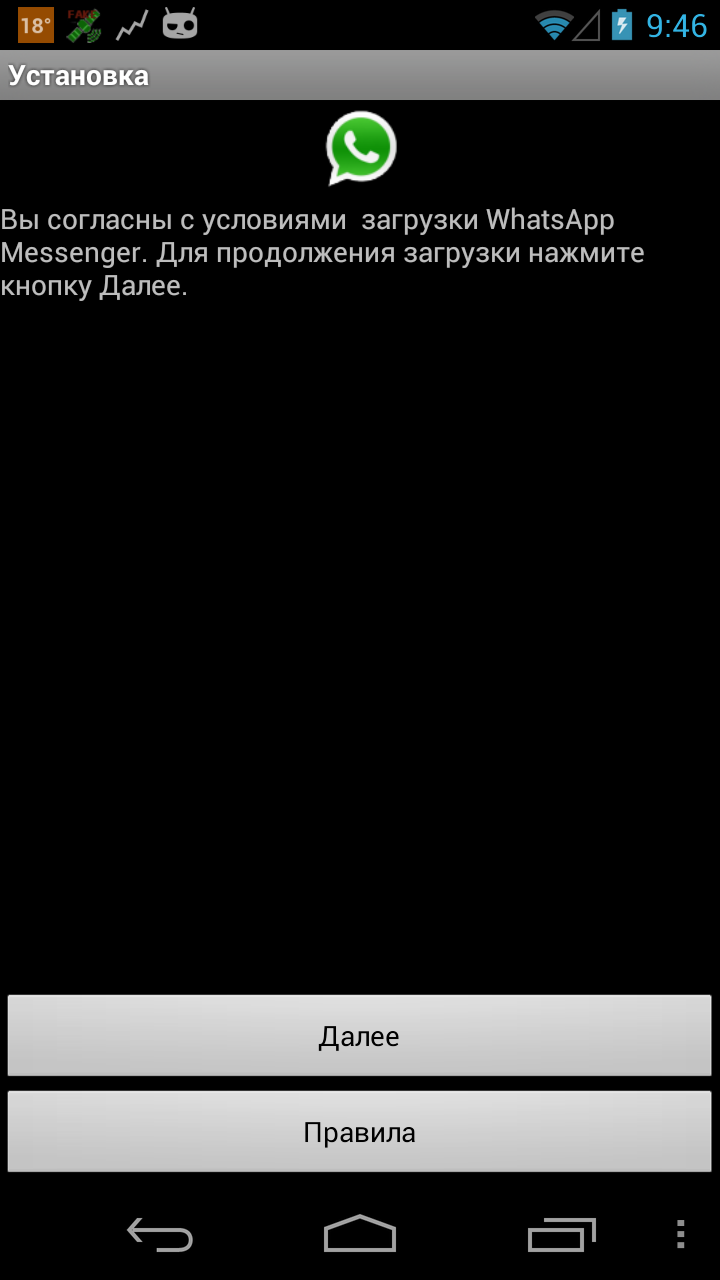 18°
FAKE
9:46
Установка
Вы согласны с условиями  загрузки WhatsApp
Messenger. Для продолжения загрузки нажмите
кнопку Далее.
Далее
Правила